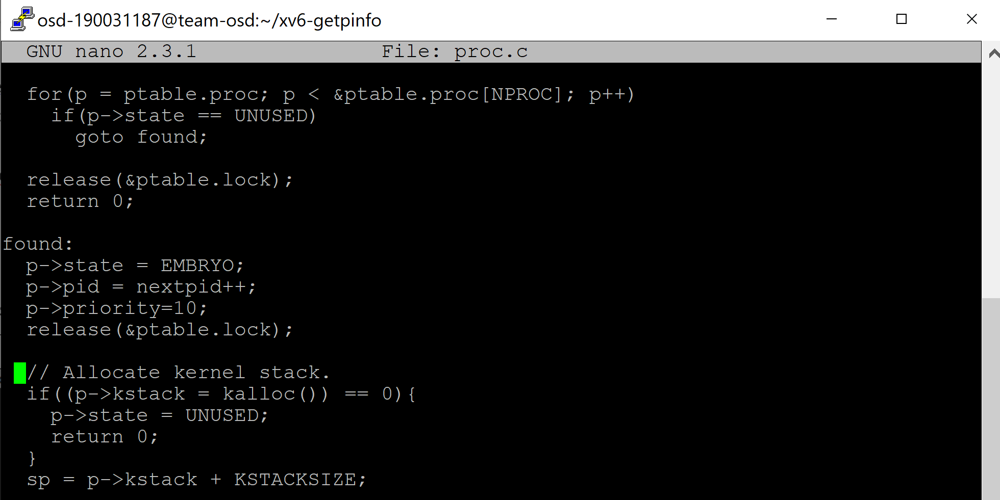 osd-190031187@team-osd:~/xv6-getpinfo
GNU nano 2.3.1 File: proc.c
for(p = ptable.proc; p < &ptable.proc[NPROC]; p++)
if(p->state == UNUSED)
goto found;
release(&ptable.lock);
return 0;
found:
p->state = EMBRYO;
p->pid = nextpid++;
p->priority=10;
release(&ptable.lock);
// Allocate kernel stack.
if((p->kstack = kalloc()) == 0){
p->state = UNUSED;
return 0;
}
sp = p->kstack + KSTACKSIZE;